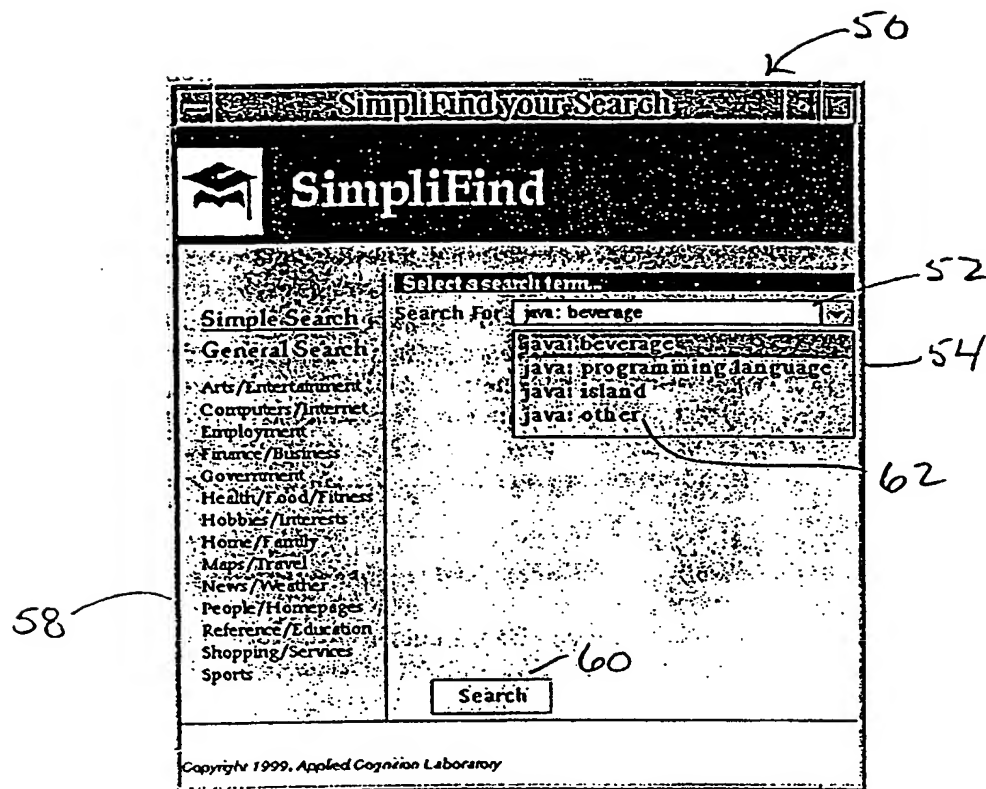 50
SimpliFind your Search
SimpliFind
Select a search term...
52
Simple Search
Search For
java: beverage
General Search
java: beverage
java: programming language
java: island
java: other
54
62
Arts/Entertainment
Computers/Internet
Employment
Finance/Business
Government
Health/Food/Fitness
Hobbies/Interests
Home/Family
Maps/Travel
News/Weather
People/Homepages
Reference/Education
Shopping/Services
Sports
58
60
Search
Copyright 1999, Applied Cognition Laboratory